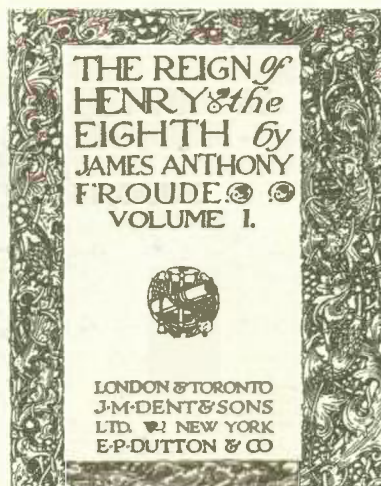 THE REIGN of
HENRY the
EIGHTH by
JAMES ANTHONY
FROUDE.
VOLUME I.
LONDON & TORONTO
J·M·DENT & SONS
LTD. NEW YORK
E·P·DUTTON & CO